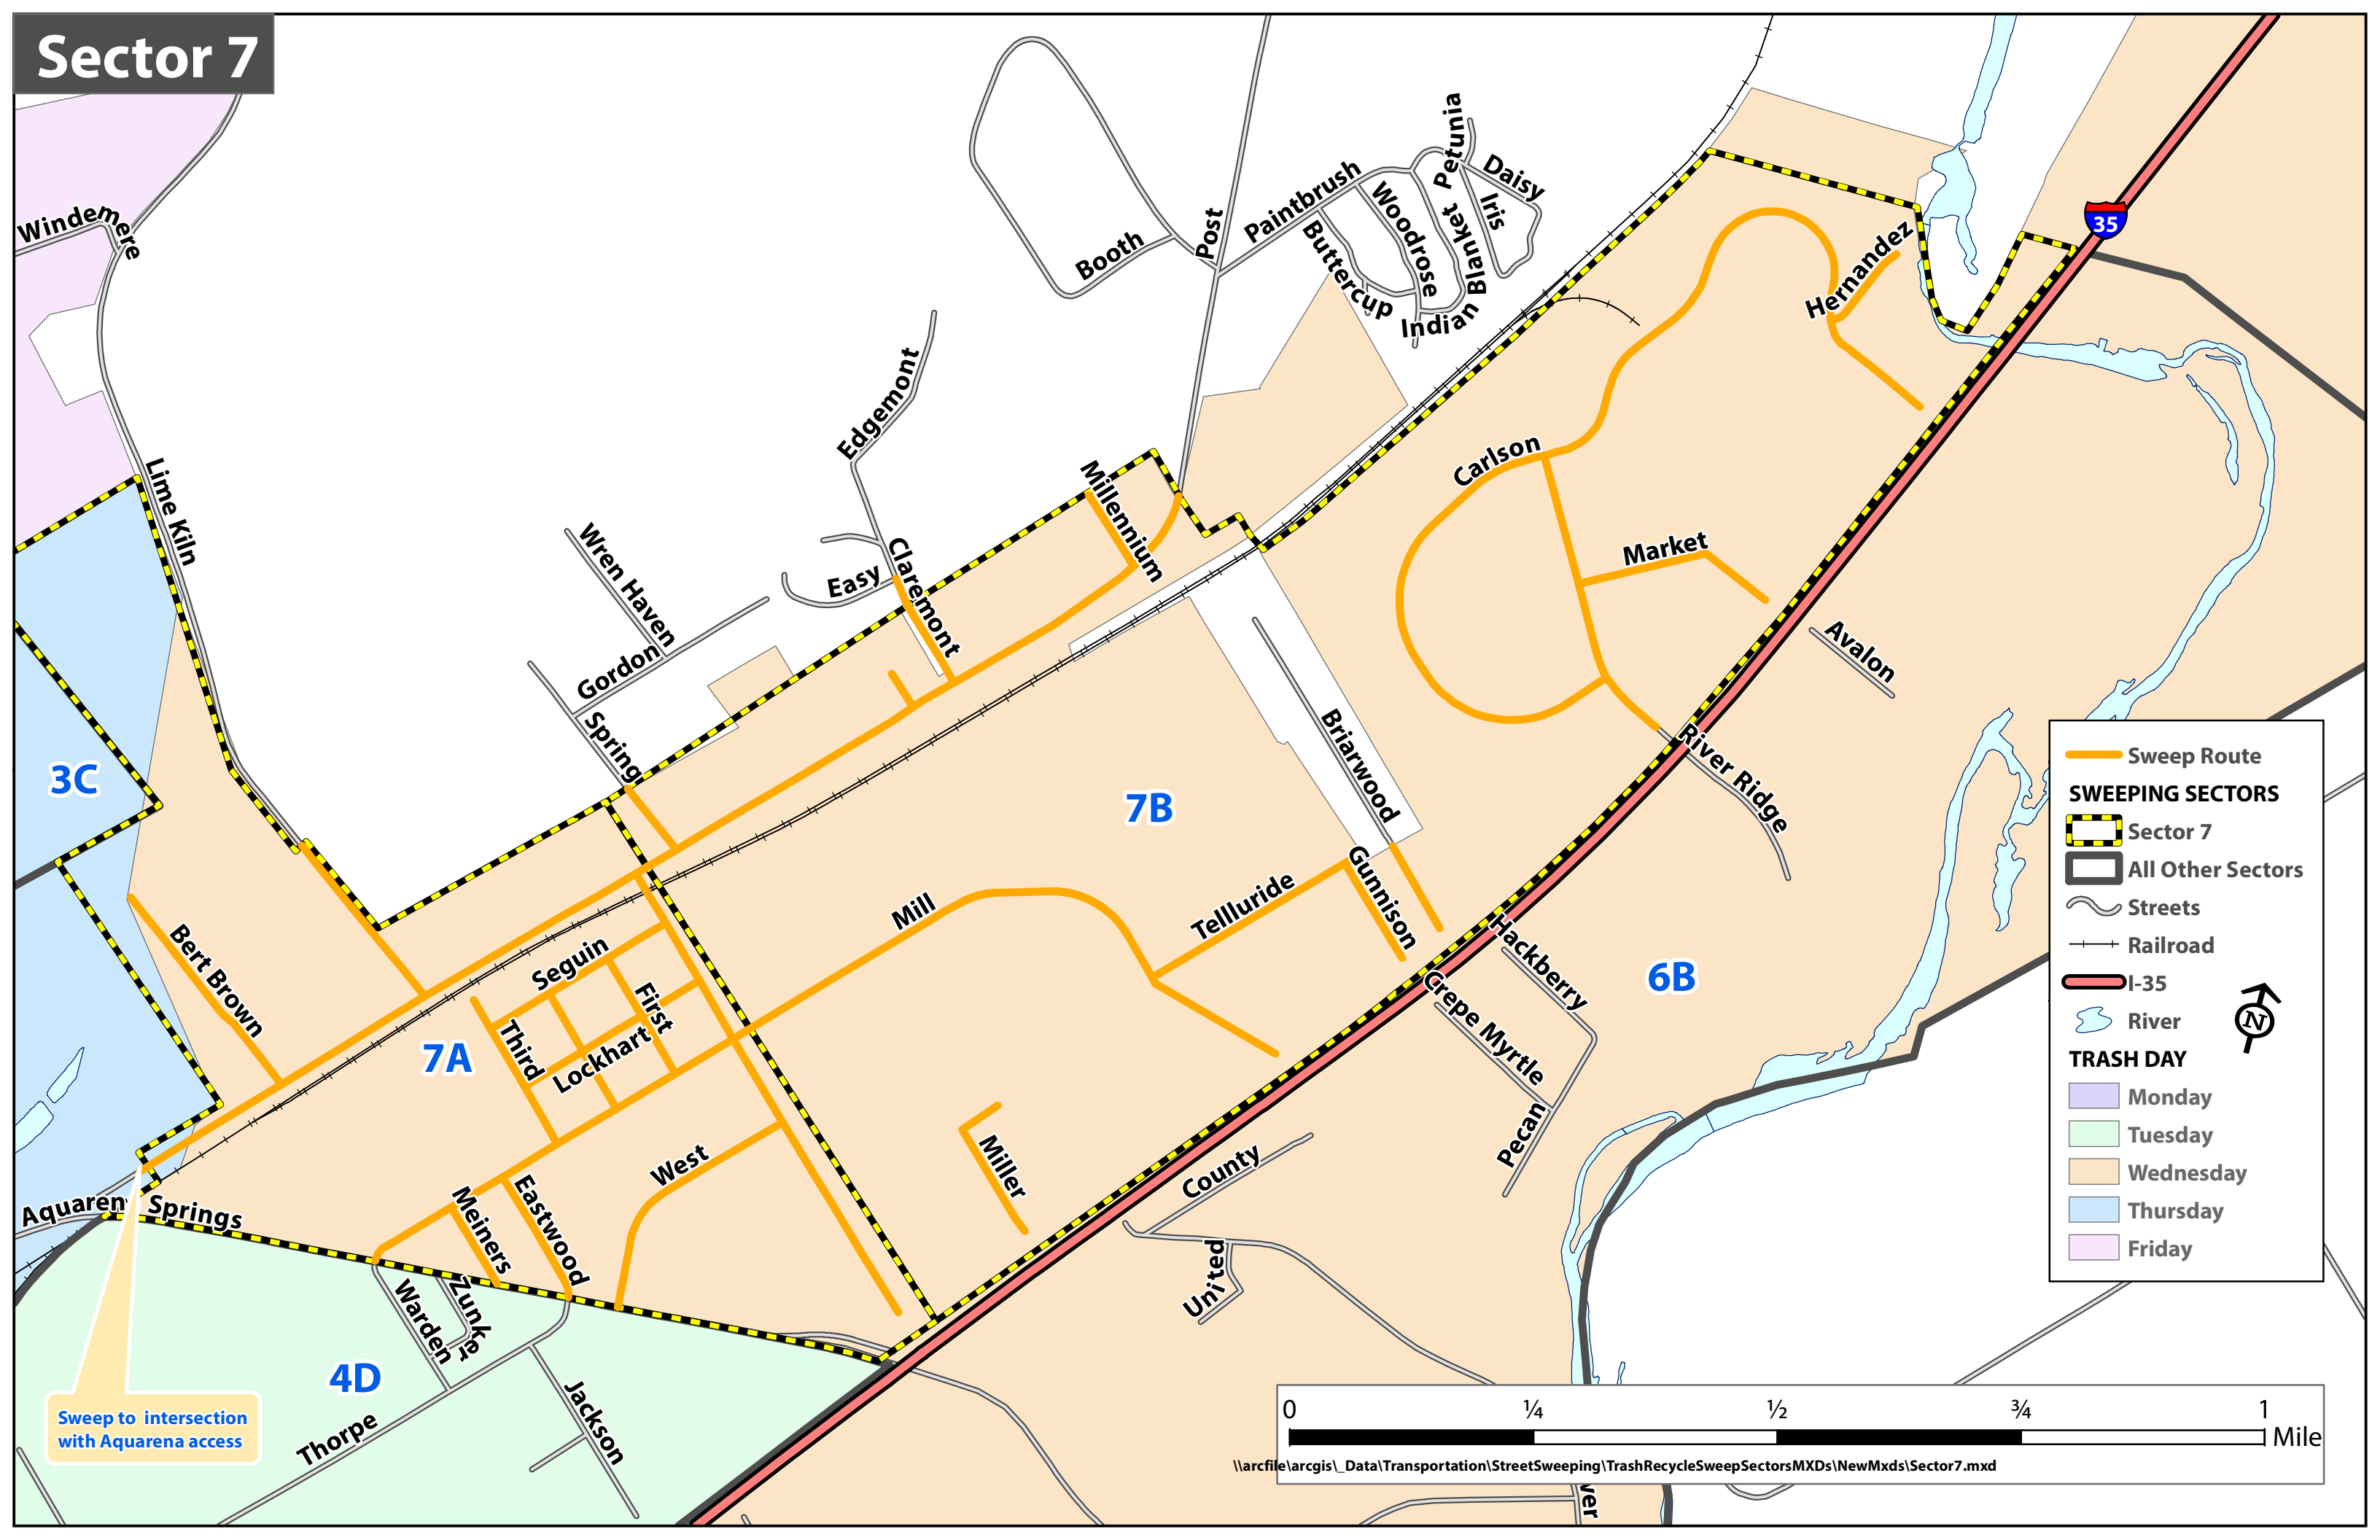 Sector 7
Windemere
Lime Kiln
Booth
Post
Paintbrush
Petunia
Daisy
Iris
Woodrose
Blanket
Buttercup
Indian
35
Hernandez
Edgemont
Carlson
Millennium
Claremont
Easy
Wren Haven
Gordon
Spring
Market
Avalon
River Ridge
Briarwood
3C
7B
Bert Brown
Mill
Tellluride
Gunnison
Hackberry
Crepe Myrtle
Pecan
6B
Seguin
First
Third
Lockhart
7A
West
Miller
Meiners
Eastwood
County
United
Aquaren
Springs
Warden
Zunker
4D
Thorpe
Jackson
Sweep to intersection
with Aquarena access
Sweep Route
SWEEPING SECTORS
Sector 7
All Other Sectors
Streets
Railroad
I-35
River
N
TRASH DAY
Monday
Tuesday
Wednesday
Thursday
Friday
0 ¼ ½ ¾ 1
Mile
\\arcfile\arcgis\_Data\Transportation\StreetSweeping\TrashRecycleSweepSectorsMXDs\NewMxds\Sector7.mxd